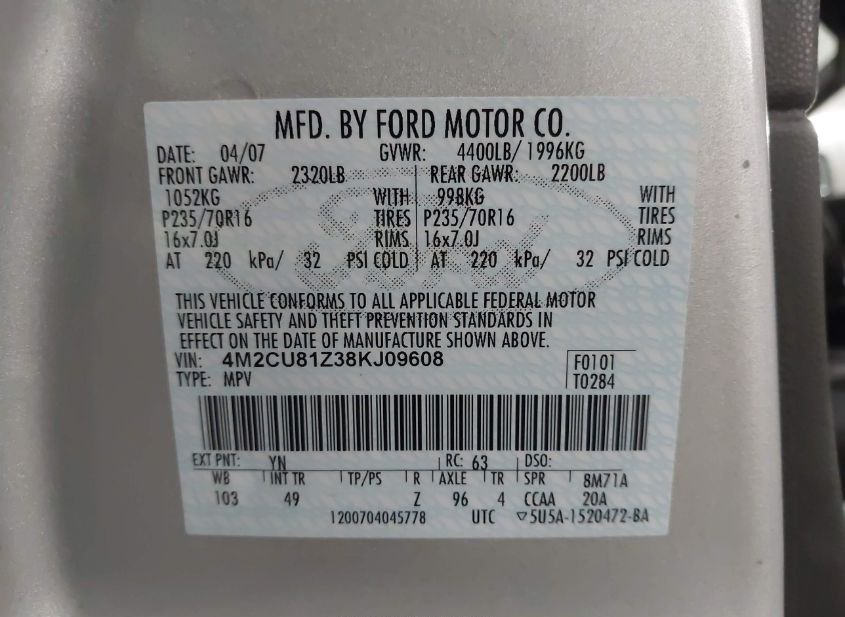 MFD. BY FORD MOTOR CO.
DATE: 04/07 GVWR: 4400LB/ 1996KG
FRONT GAWR: 2320LB REAR GAWR: 2200LB
1052KG WITH 998KG WITH
P235/70R16 TIRES P235/70R16 TIRES
16x7.0J RIMS 16x7.0J RIMS
AT 220 kPa/ 32 PSI COLD AT 220 kPa/ 32 PSI COLD
Ford
THIS VEHICLE CONFORMS TO ALL APPLICABLE FEDERAL MOTOR
VEHICLE SAFETY AND THEFT PREVENTION STANDARDS IN
EFFECT ON THE DATE OF MANUFACTURE SHOWN ABOVE.
VIN: 4M2CU81Z38KJ09608 F0101
TYPE: MPV T0284
EXT PNT: YN RC: 63 DSO:
WB INT TR TP/PS R AXLE TR SPR 8M71A
103 49 Z 96 4 CCAA 20A
1200704045778 UTC ▽5U5A-1520472-BA